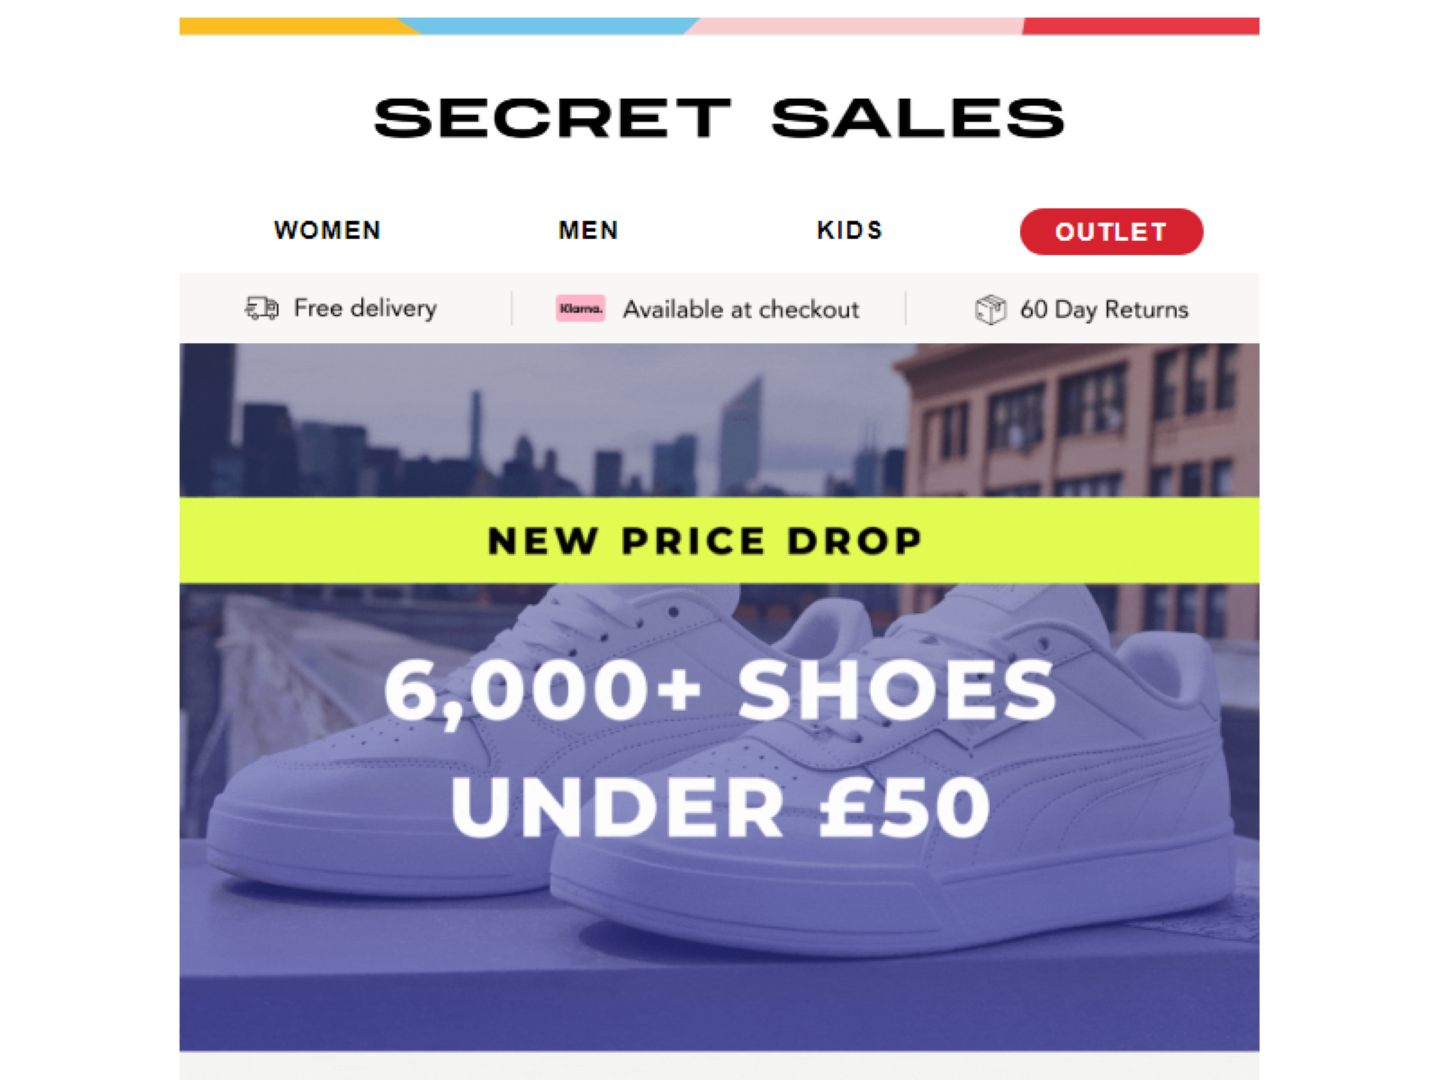 SECRET SALES
WOMEN MEN KIDS OUTLET
Free delivery Klarna. Available at checkout 60 Day Returns
NEW PRICE DROP
6,000+ SHOES
UNDER £50